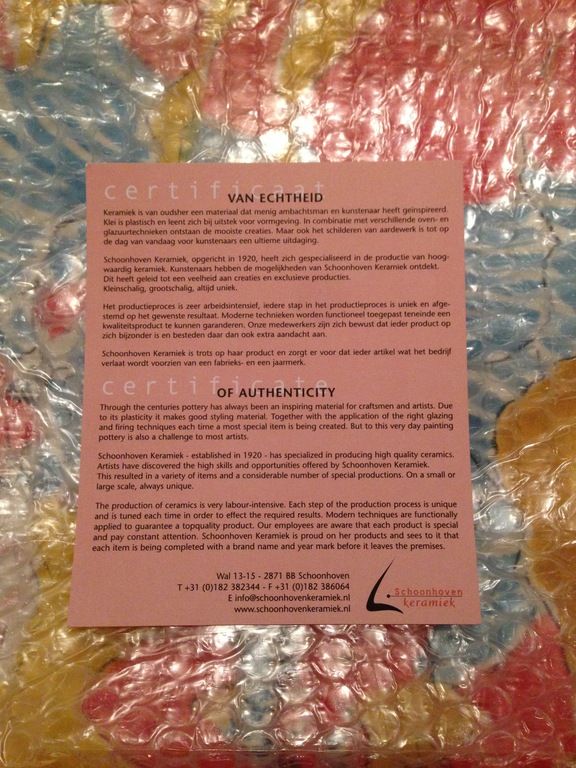 certificaat
VAN ECHTHEID
Keramiek is van oudsher een materiaal dat menig ambachtsman en kunstenaar heeft geïnspireerd.
Klei is plastisch en leent zich bij uitstek voor vormgeving. In combinatie met verschillende oven- en
glazuurtechnieken ontstaan de mooiste creaties. Maar ook het schilderen van aardewerk is tot op
de dag van vandaag voor kunstenaars een ultieme uitdaging.
Schoonhoven Keramiek, opgericht in 1920, heeft zich gespecialiseerd in de productie van hoog-
waardig keramiek. Kunstenaars hebben de mogelijkheden van Schoonhoven Keramiek ontdekt.
Dit heeft geleid tot een veelheid aan creaties en exclusieve producties.
Kleinschalig, grootschalig, altijd uniek.
Het productieproces is zeer arbeidsintensief, iedere stap in het productieproces is uniek en afge-
stemd op het gewenste resultaat. Moderne technieken worden functioneel toegepast teneinde een
kwaliteitsproduct te kunnen garanderen. Onze medewerkers zijn zich bewust dat ieder product op
zich bijzonder is en besteden daar dan ook extra aandacht aan.
Schoonhoven Keramiek is trots op haar product en zorgt er voor dat ieder artikel wat het bedrijf
verlaat wordt voorzien van een fabrieks- en een jaarmerk.
certificate
OF AUTHENTICITY
Through the centuries pottery has always been an inspiring material for craftsmen and artists. Due
to its plasticity it makes good styling material. Together with the application of the right glazing
and firing techniques each time a most special item is being created. But to this very day painting
pottery is also a challenge to most artists.
Schoonhoven Keramiek - established in 1920 - has specialized in producing high quality ceramics.
Artists have discovered the high skills and opportunities offered by Schoonhoven Keramiek.
This resulted in a variety of items and a considerable number of special productions. On a small or
large scale, always unique.
The production of ceramics is very labour-intensive. Each step of the production process is unique
and is tuned each time in order to effect the required results. Modern techniques are functionally
applied to guarantee a topquality product. Our employees are aware that each product is special
and pay constant attention. Schoonhoven Keramiek is proud on her products and sees to it that
each item is being completed with a brand name and year mark before it leaves the premises.
Wal 13-15 - 2871 BB Schoonhoven
T +31 (0)182 382344 - F +31 (0)182 386064
E info@schoonhovenkeramiek.nl
www.schoonhovenkeramiek.nl
Schoonhoven
keramiek